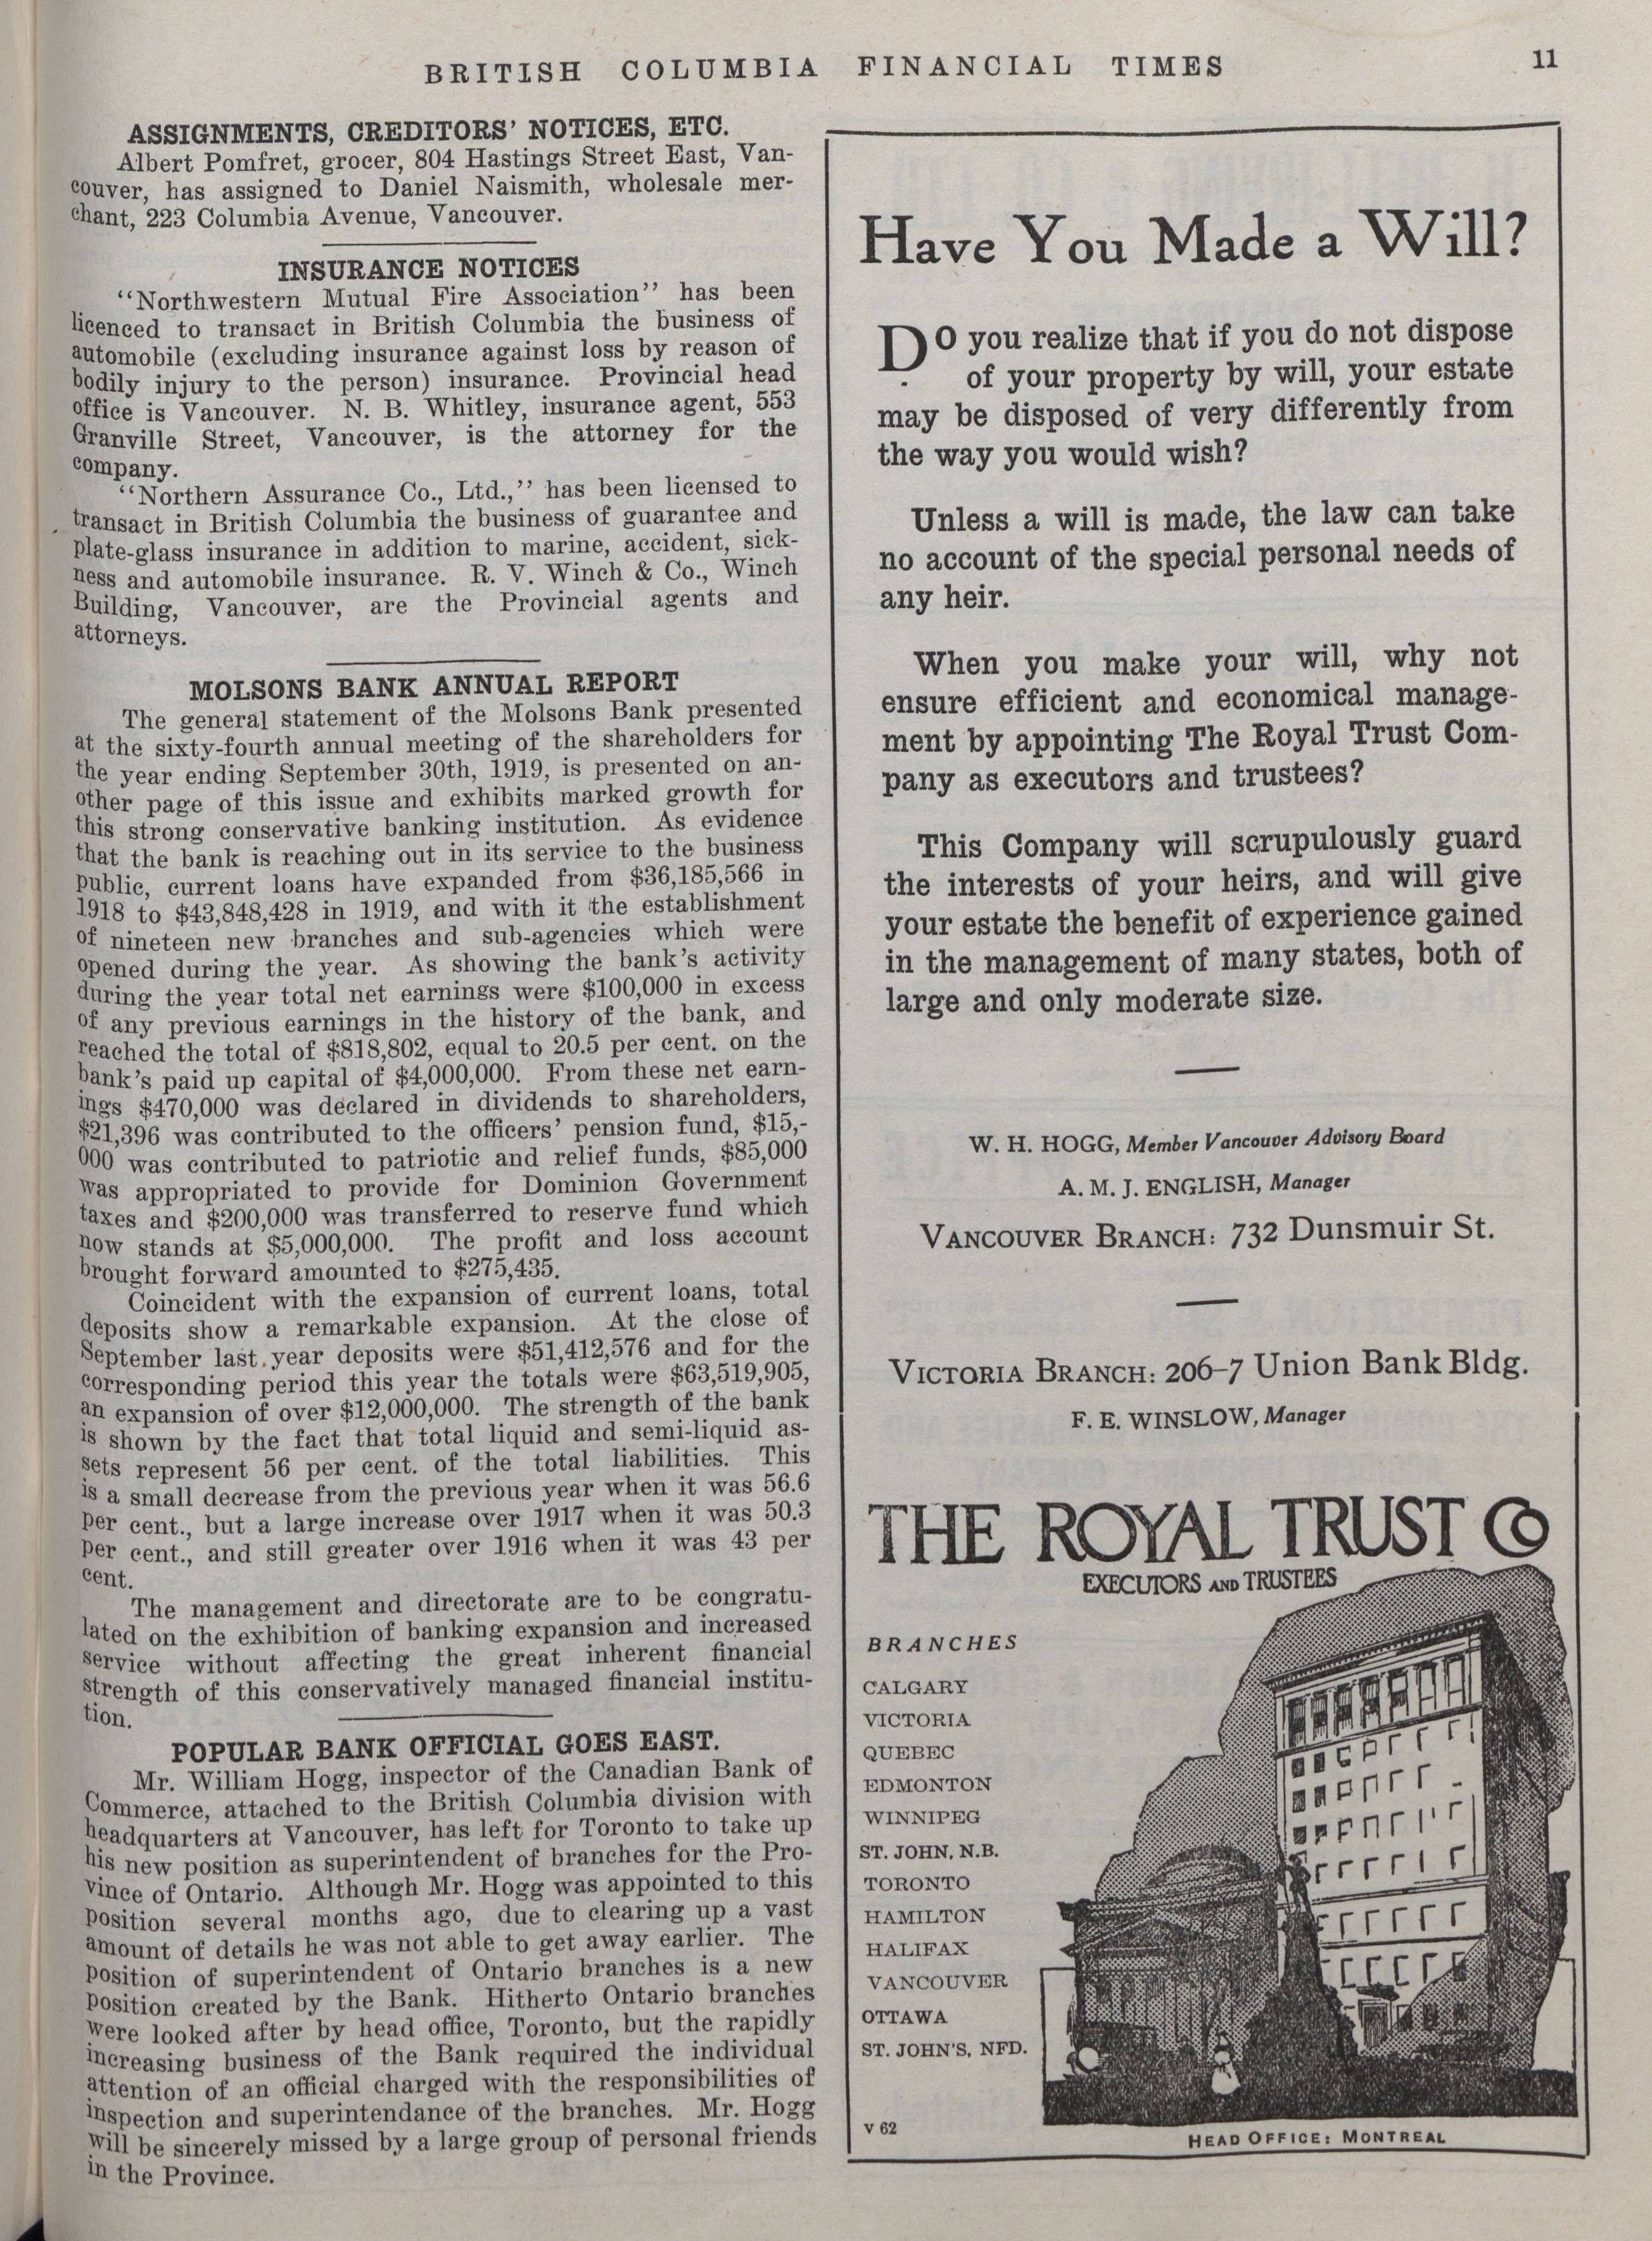 BRITISH COLUMBIA FINANCIAL TIMES 11
ASSIGNMENTS, CREDITORS' NOTICES, ETC.
Albert Pomfret, grocer, 804 Hastings Street East, Van-
couver, has assigned to Daniel Naismith, wholesale mer-
chant, 223 Columbia Avenue, Vancouver.
INSURANCE NOTICES
"Northwestern Mutual Fire Association" has been
licenced to transact in British Columbia the business of
automobile (excluding insurance against loss by reason of
bodily injury to the person) insurance. Provincial head
office is Vancouver. N. B. Whitley, insurance agent, 553
Granville Street, Vancouver, is the attorney for the
company.
"Northern Assurance Co., Ltd.," has been licensed to
transact in British Columbia the business of guarantee and
plate-glass insurance in addition to marine, accident, sick-
ness and automobile insurance. R. V. Winch & Co., Winch
Building, Vancouver, are the Provincial agents and
attorneys.
MOLSONS BANK ANNUAL REPORT
The general statement of the Molsons Bank presented
at the sixty-fourth annual meeting of the shareholders for
the year ending September 30th, 1919, is presented on an-
other page of this issue and exhibits marked growth for
this strong conservative banking institution. As evidence
that the bank is reaching out in its service to the business
public, current loans have expanded from $36,185,566 in
1918 to $43,848,428 in 1919, and with it the establishment
of nineteen new branches and sub-agencies which were
opened during the year. As showing the bank's activity
during the year total net earnings were $100,000 in excess
of any previous earnings in the history of the bank, and
reached the total of $818,802, equal to 20.5 per cent. on the
bank's paid up capital of $4,000,000. From these net earn-
ings $470,000 was declared in dividends to shareholders,
$21,396 was contributed to the officers' pension fund, $15,-
000 was contributed to patriotic and relief funds, $85,000
was appropriated to provide for Dominion Government
taxes and $200,000 was transferred to reserve fund which
now stands at $5,000,000. The profit and loss account
brought forward amounted to $275,435.
Coincident with the expansion of current loans, total
deposits show a remarkable expansion. At the close of
September last year deposits were $51,412,576 and for the
corresponding period this year the totals were $63,519,905,
an expansion of over $12,000,000. The strength of the bank
is shown by the fact that total liquid and semi-liquid as-
sets represent 56 per cent. of the total liabilities. This
is a small decrease from the previous year when it was 56.6
per cent., but a large increase over 1917 when it was 50.3
per cent., and still greater over 1916 when it was 43 per
cent.
The management and directorate are to be congratu-
lated on the exhibition of banking expansion and increased
service without affecting the great inherent financial
strength of this conservatively managed financial institu-
tion.
POPULAR BANK OFFICIAL GOES EAST.
Mr. William Hogg, inspector of the Canadian Bank of
Commerce, attached to the British Columbia division with
headquarters at Vancouver, has left for Toronto to take up
his new position as superintendent of branches for the Pro-
vince of Ontario. Although Mr. Hogg was appointed to this
position several months ago, due to clearing up a vast
amount of details he was not able to get away earlier. The
position of superintendent of Ontario branches is a new
position created by the Bank. Hitherto Ontario branches
were looked after by head office, Toronto, but the rapidly
increasing business of the Bank required the individual
attention of an official charged with the responsibilities of
inspection and superintendance of the branches. Mr. Hogg
will be sincerely missed by a large group of personal friends
in the Province.
Have You Made a Will?
DO you realize that if you do not dispose
of your property by will, your estate
may be disposed of very differently from
the way you would wish?
Unless a will is made, the law can take
no account of the special personal needs of
any heir.
When you make your will, why not
ensure efficient and economical manage-
ment by appointing The Royal Trust Com-
pany as executors and trustees?
This Company will scrupulously guard
the interests of your heirs, and will give
your estate the benefit of experience gained
in the management of many states, both of
large and only moderate size.
W. H. HOGG, Member Vancouver Advisory Board
A. M. J. ENGLISH, Manager
VANCOUVER BRANCH: 732 Dunsmuir St.
VICTORIA BRANCH: 206-7 Union Bank Bldg.
F. E. WINSLOW, Manager
THE ROYAL TRUST Co
EXECUTORS AND TRUSTEES
BRANCHES
CALGARY
VICTORIA
QUEBEC
EDMONTON
WINNIPEG
ST. JOHN, N.B.
TORONTO
HAMILTON
HALIFAX
VANCOUVER
OTTAWA
ST. JOHN'S, NFD.
V 62
HEAD OFFICE: MONTREAL